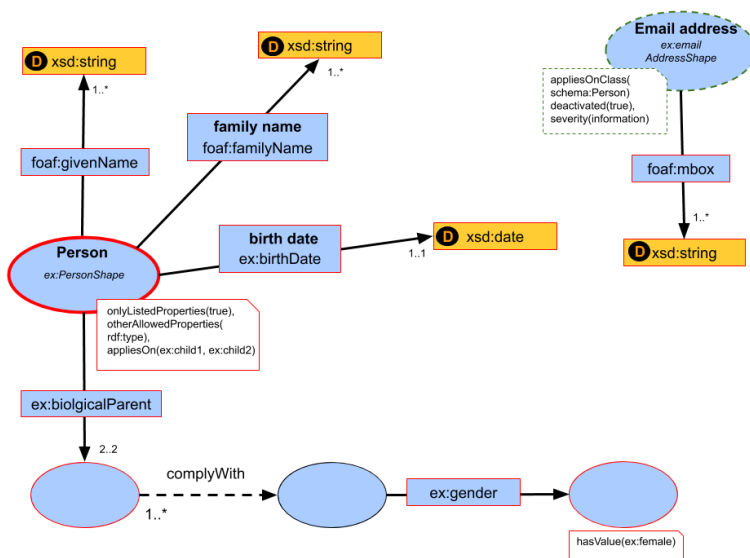 D xsd:string
1..*
D xsd:string
1..*
Email address
ex:email
AddressShape
appliesOnClass(
schema:Person)
deactivated(true),
severity(information)
family name
foaf:familyName
foaf:givenName
foaf:mbox
1..*
D xsd:string
birth date
ex:birthDate
D xsd:date
1..1
Person
ex:PersonShape
onlyListedProperties(true),
otherAllowedProperties(
rdf:type),
appliesOn(ex:child1, ex:child2)
ex:biolgicalParent
2..2
complyWith
1..*
ex:gender
hasValue(ex:female)